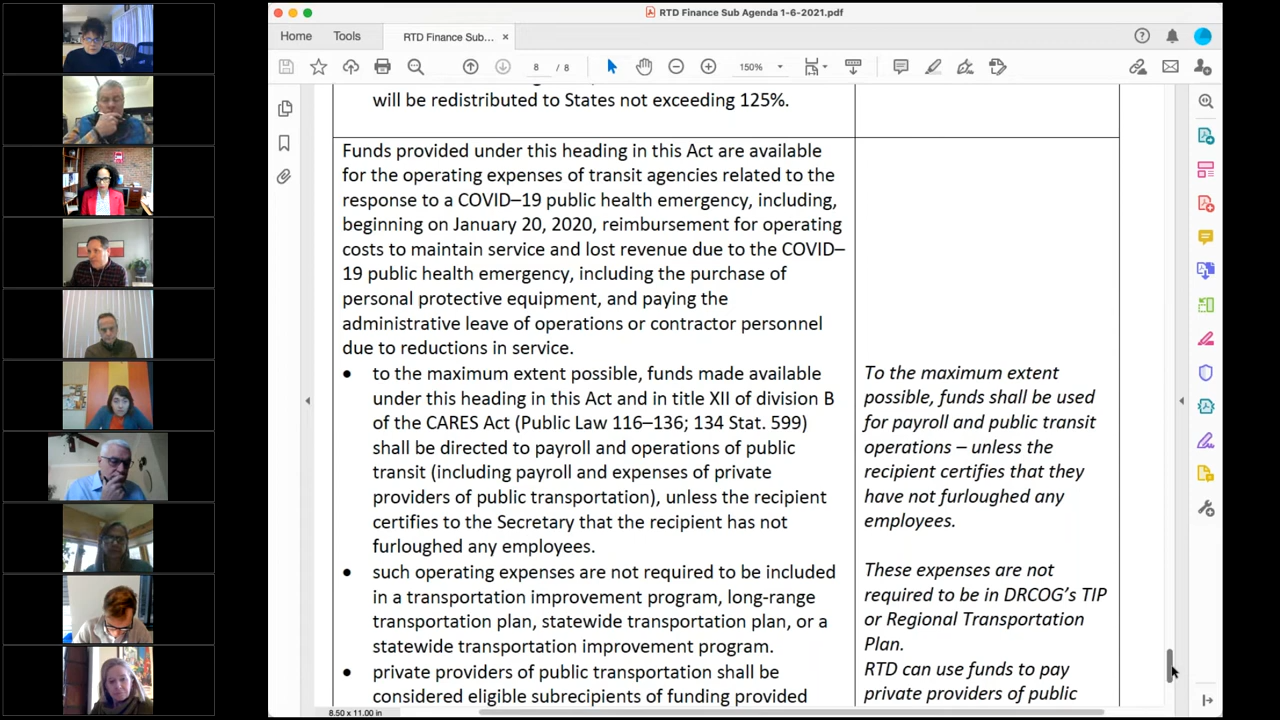 RTD Finance Sub Agenda 1-6-2021.pdf
Home
Tools
RTD Finance Sub...
×
8 / 8
150%
will be redistributed to States not exceeding 125%.
Funds provided under this heading in this Act are available
for the operating expenses of transit agencies related to the
response to a COVID–19 public health emergency, including,
beginning on January 20, 2020, reimbursement for operating
costs to maintain service and lost revenue due to the COVID–
19 public health emergency, including the purchase of
personal protective equipment, and paying the
administrative leave of operations or contractor personnel
due to reductions in service.
• to the maximum extent possible, funds made available
under this heading in this Act and in title XII of division B
of the CARES Act (Public Law 116–136; 134 Stat. 599)
shall be directed to payroll and operations of public
transit (including payroll and expenses of private
providers of public transportation), unless the recipient
certifies to the Secretary that the recipient has not
furloughed any employees.
• such operating expenses are not required to be included
in a transportation improvement program, long-range
transportation plan, statewide transportation plan, or a
statewide transportation improvement program.
• private providers of public transportation shall be
considered eligible subrecipients of funding provided
To the maximum extent
possible, funds shall be used
for payroll and public transit
operations – unless the
recipient certifies that they
have not furloughed any
employees.
These expenses are not
required to be in DRCOG's TIP
or Regional Transportation
Plan.
RTD can use funds to pay
private providers of public
8.50 x 11.00 in